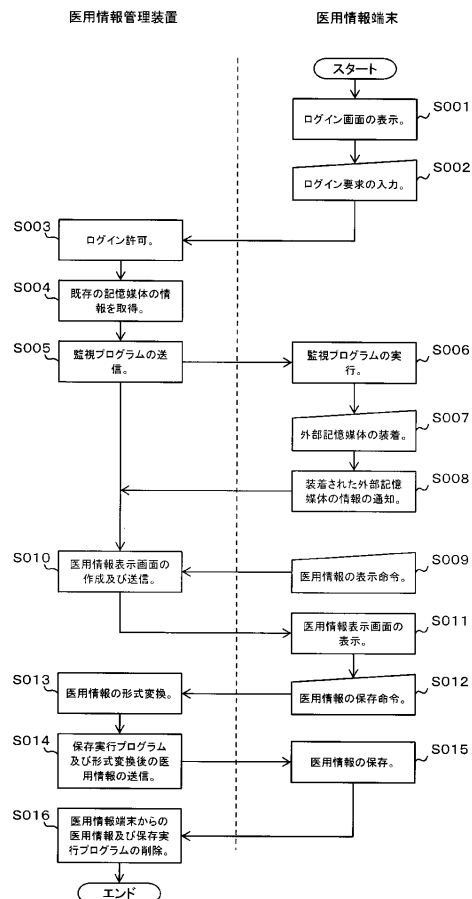 医用情報管理装置
医用情報端末
スタート
S001
ログイン画面の表示。
S002
ログイン要求の入力。
S003
ログイン許可。
S004
既存の記憶媒体の情
報を取得。
S005
監視プログラムの送
信。
S006
監視プログラムの実
行。
S007
外部記憶媒体の装着。
S008
装着された外部記憶
媒体の情報の通知。
S009
医用情報の表示命令。
S010
医用情報表示画面の
作成及び送信。
S011
医用情報表示画面の
表示。
S012
医用情報の保存命令。
S013
医用情報の形式変換。
S014
保存実行プログラム
及び形式変換後の医
用情報の送信。
S015
医用情報の保存。
S016
医用情報端末からの
医用情報及び保存実
行プログラムの削除。
エンド